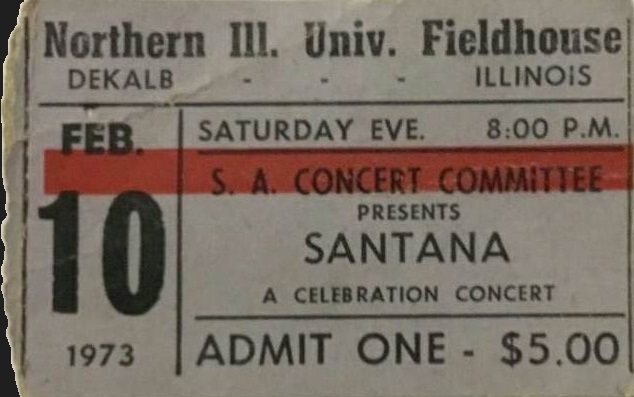 Northern Ill. Univ. Fieldhouse
DEKALB - - - ILLINOIS
FEB.
10
1973
SATURDAY EVE. 8:00 P.M.
S. A. CONCERT COMMITTEE
PRESENTS
SANTANA
A CELEBRATION CONCERT
ADMIT ONE - $5.00